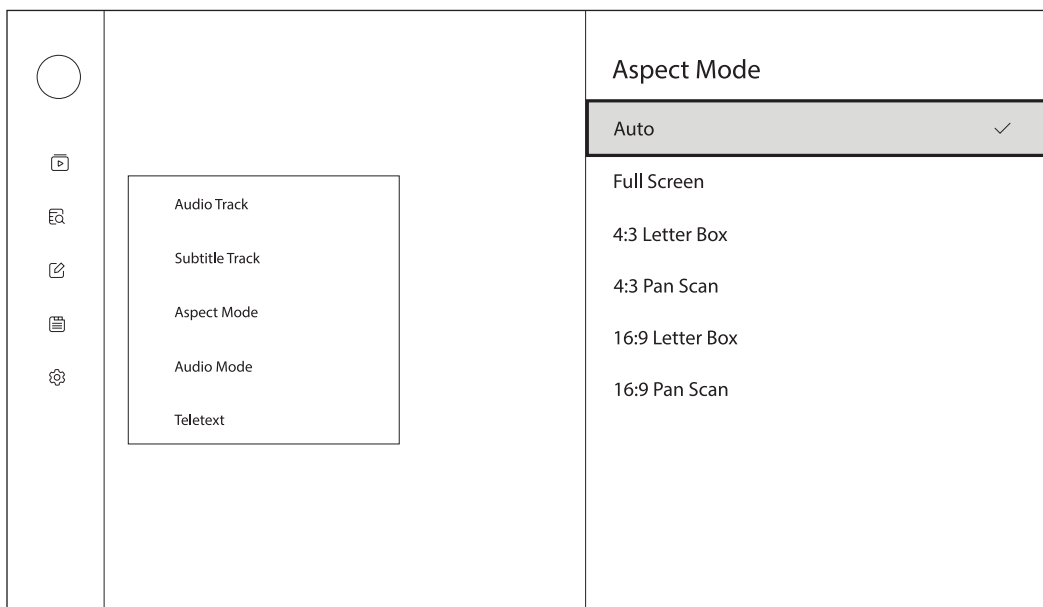 Audio Track
Subtitle Track
Aspect Mode
Audio Mode
Teletext
Aspect Mode
Auto
Full Screen
4:3 Letter Box
4:3 Pan Scan
16:9 Letter Box
16:9 Pan Scan